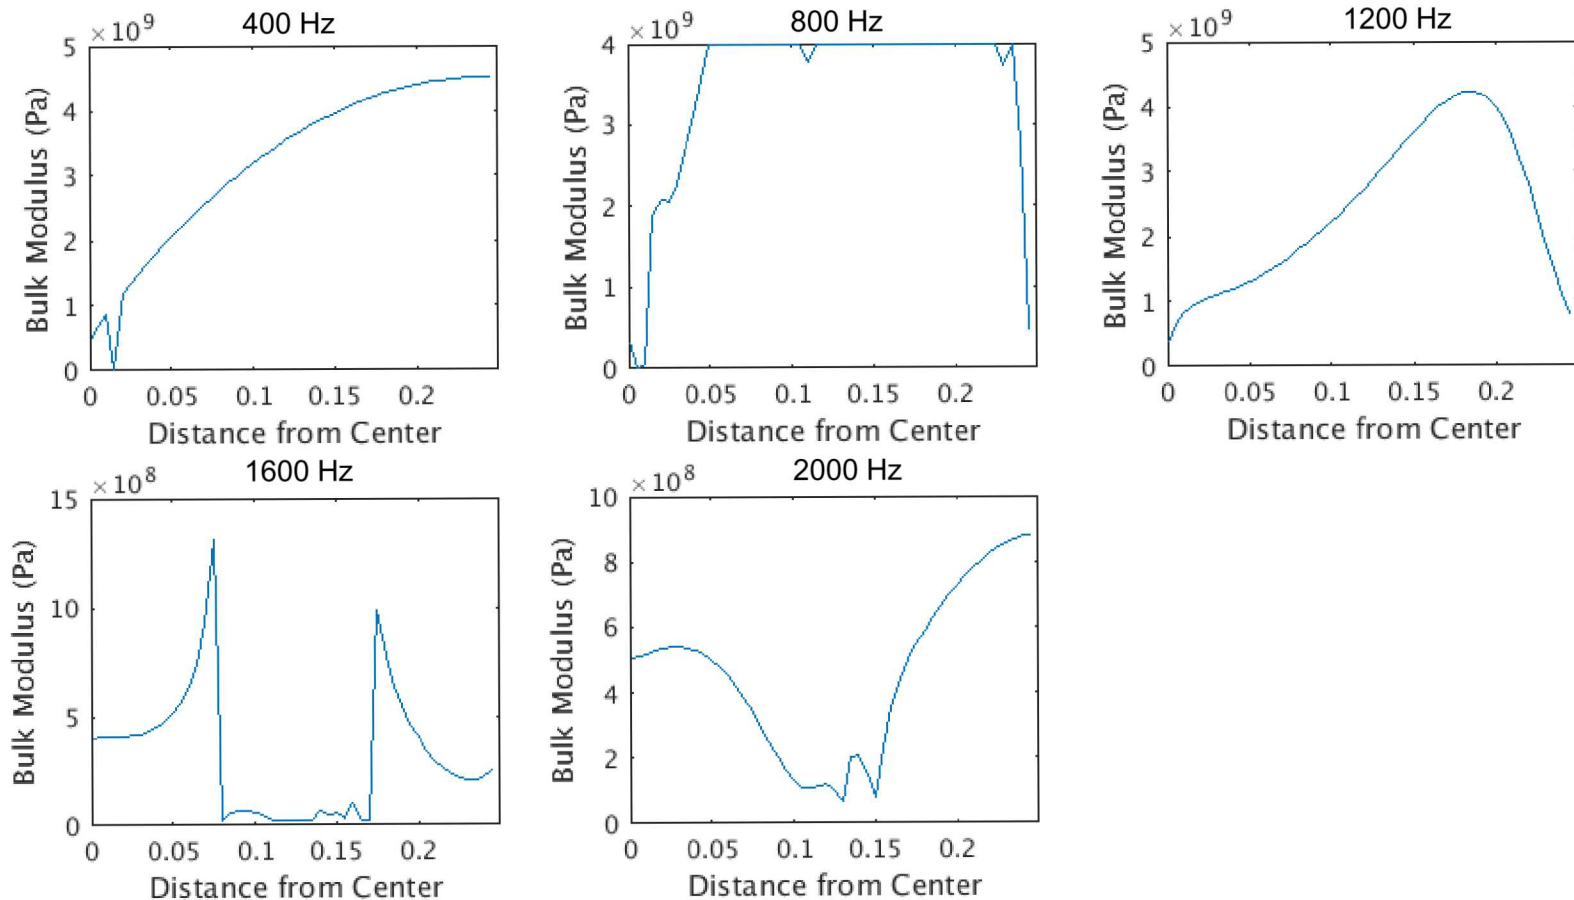 400 Hz
×10⁹
5
4
3
2
1
0
0 0.05 0.1 0.15 0.2
Bulk Modulus (Pa)
Distance from Center
800 Hz
×10⁹
4
3
2
1
0
0 0.05 0.1 0.15 0.2
Bulk Modulus (Pa)
Distance from Center
1200 Hz
×10⁹
5
4
3
2
1
0
0 0.05 0.1 0.15 0.2
Bulk Modulus (Pa)
Distance from Center
1600 Hz
×10⁸
15
10
5
0
0 0.05 0.1 0.15 0.2
Bulk Modulus (Pa)
Distance from Center
2000 Hz
×10⁸
10
8
6
4
2
0
0 0.05 0.1 0.15 0.2
Bulk Modulus (Pa)
Distance from Center